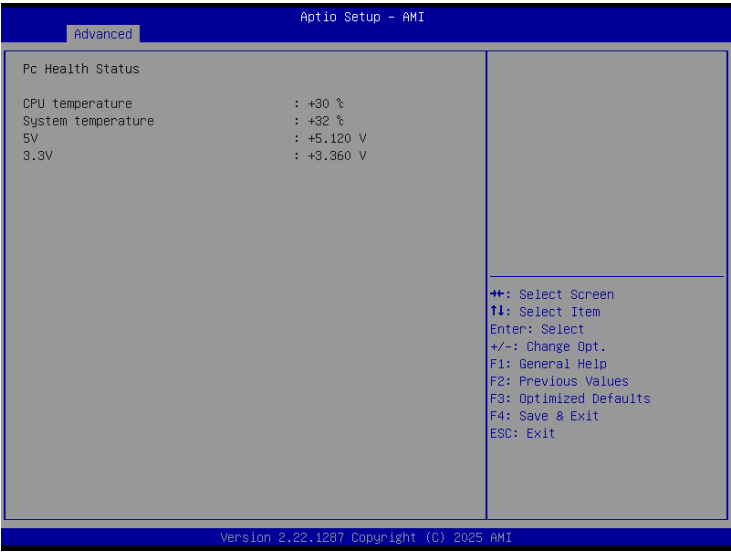 Aptio Setup - AMI
Advanced
Pc Health Status
CPU temperature : +30 ℃
System temperature : +32 ℃
5V : +5.120 V
3.3V : +3.360 V
→←: Select Screen
↑↓: Select Item
Enter: Select
+/-: Change Opt.
F1: General Help
F2: Previous Values
F3: Optimized Defaults
F4: Save & Exit
ESC: Exit
Version 2.22.1287 Copyright (C) 2025 AMI